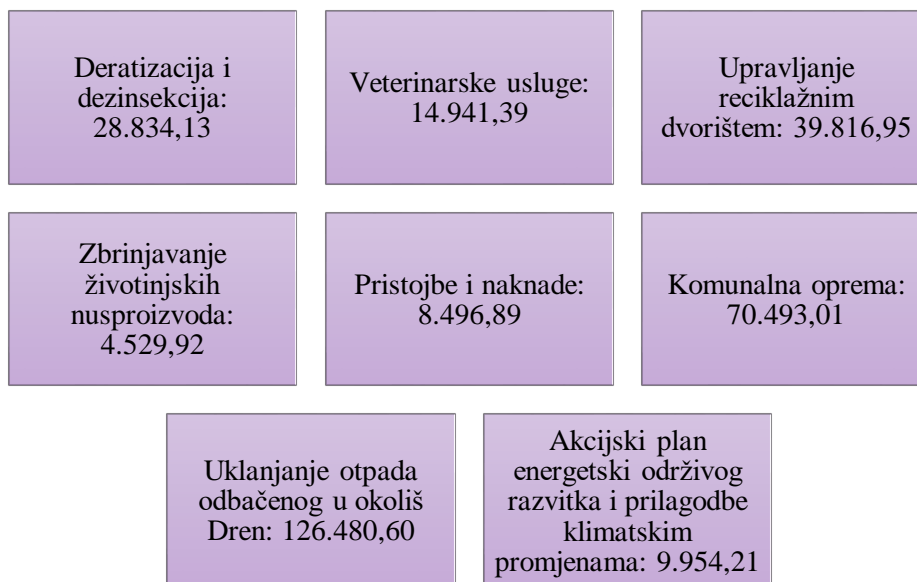 Deratizacija i
dezinsekcija:
28.834,13
Veterinarske usluge:
14.941,39
Upravljanje
reciklažnim
dvorištem: 39.816,95
Zbrinjavanje
životinjskih
nusproizvoda:
4.529,92
Pristojbe i naknade:
8.496,89
Komunalna oprema:
70.493,01
Uklanjanje otpada
odbačenog u okoliš
Dren: 126.480,60
Akcijski plan
energetski održivog
razvitka i prilagodbe
klimatskim
promjenama: 9.954,21